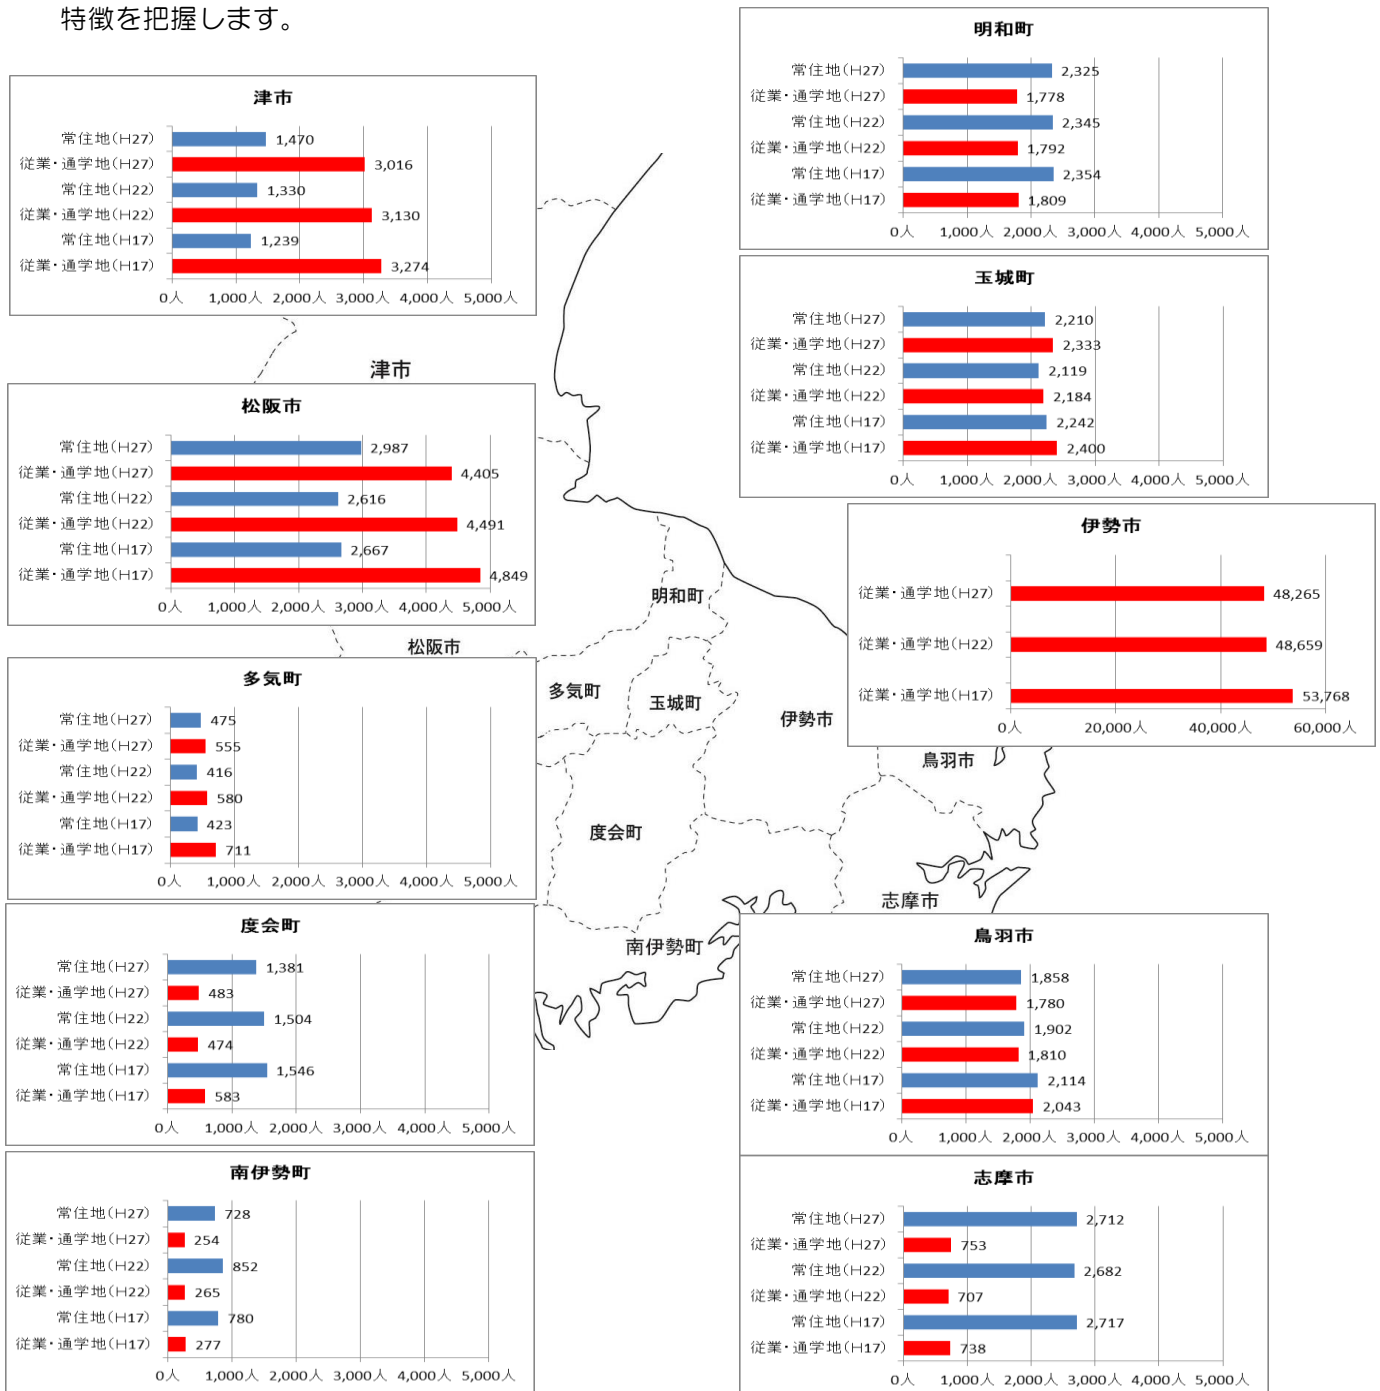 特徴を把握します。
津市
常住地(H27)
1,470
従業・通学地(H27)
3,016
常住地(H22)
1,330
従業・通学地(H22)
3,130
常住地(H17)
1,239
従業・通学地(H17)
3,274
0人 1,000人 2,000人 3,000人 4,000人 5,000人
松阪市
常住地(H27)
2,987
従業・通学地(H27)
4,405
常住地(H22)
2,616
従業・通学地(H22)
4,491
常住地(H17)
2,667
従業・通学地(H17)
4,849
0人 1,000人 2,000人 3,000人 4,000人 5,000人
多気町
常住地(H27)
475
従業・通学地(H27)
555
常住地(H22)
416
従業・通学地(H22)
580
常住地(H17)
423
従業・通学地(H17)
711
0人 1,000人 2,000人 3,000人 4,000人 5,000人
度会町
常住地(H27)
1,381
従業・通学地(H27)
483
常住地(H22)
1,504
従業・通学地(H22)
474
常住地(H17)
1,546
従業・通学地(H17)
583
0人 1,000人 2,000人 3,000人 4,000人 5,000人
南伊勢町
常住地(H27)
728
従業・通学地(H27)
254
常住地(H22)
852
従業・通学地(H22)
265
常住地(H17)
780
従業・通学地(H17)
277
0人 1,000人 2,000人 3,000人 4,000人 5,000人
津市
松阪市
明和町
多気町
玉城町
伊勢市
鳥羽市
度会町
志摩市
南伊勢町
明和町
常住地(H27)
2,325
従業・通学地(H27)
1,778
常住地(H22)
2,345
従業・通学地(H22)
1,792
常住地(H17)
2,354
従業・通学地(H17)
1,809
0人 1,000人 2,000人 3,000人 4,000人 5,000人
玉城町
常住地(H27)
2,210
従業・通学地(H27)
2,333
常住地(H22)
2,119
従業・通学地(H22)
2,184
常住地(H17)
2,242
従業・通学地(H17)
2,400
0人 1,000人 2,000人 3,000人 4,000人 5,000人
伊勢市
従業・通学地(H27)
48,265
従業・通学地(H22)
48,659
従業・通学地(H17)
53,768
0人 20,000人 40,000人 60,000人
鳥羽市
常住地(H27)
1,858
従業・通学地(H27)
1,780
常住地(H22)
1,902
従業・通学地(H22)
1,810
常住地(H17)
2,114
従業・通学地(H17)
2,043
0人 1,000人 2,000人 3,000人 4,000人 5,000人
志摩市
常住地(H27)
2,712
従業・通学地(H27)
753
常住地(H22)
2,682
従業・通学地(H22)
707
常住地(H17)
2,717
従業・通学地(H17)
738
0人 1,000人 2,000人 3,000人 4,000人 5,000人